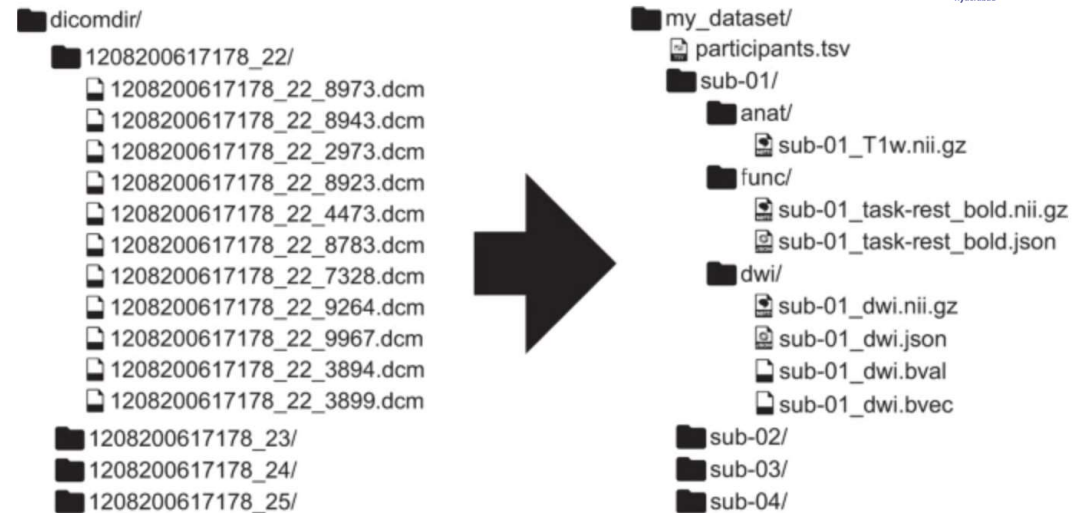 dicomdir/
1208200617178_22/
1208200617178_22_8973.dcm
1208200617178_22_8943.dcm
1208200617178_22_2973.dcm
1208200617178_22_8923.dcm
1208200617178_22_4473.dcm
1208200617178_22_8783.dcm
1208200617178_22_7328.dcm
1208200617178_22_9264.dcm
1208200617178_22_9967.dcm
1208200617178_22_3894.dcm
1208200617178_22_3899.dcm
1208200617178_23/
1208200617178_24/
1208200617178_25/
my_dataset/
participants.tsv
sub-01/
anat/
sub-01_T1w.nii.gz
func/
sub-01_task-rest_bold.nii.gz
sub-01_task-rest_bold.json
dwi/
sub-01_dwi.nii.gz
sub-01_dwi.json
sub-01_dwi.bval
sub-01_dwi.bvec
sub-02/
sub-03/
sub-04/